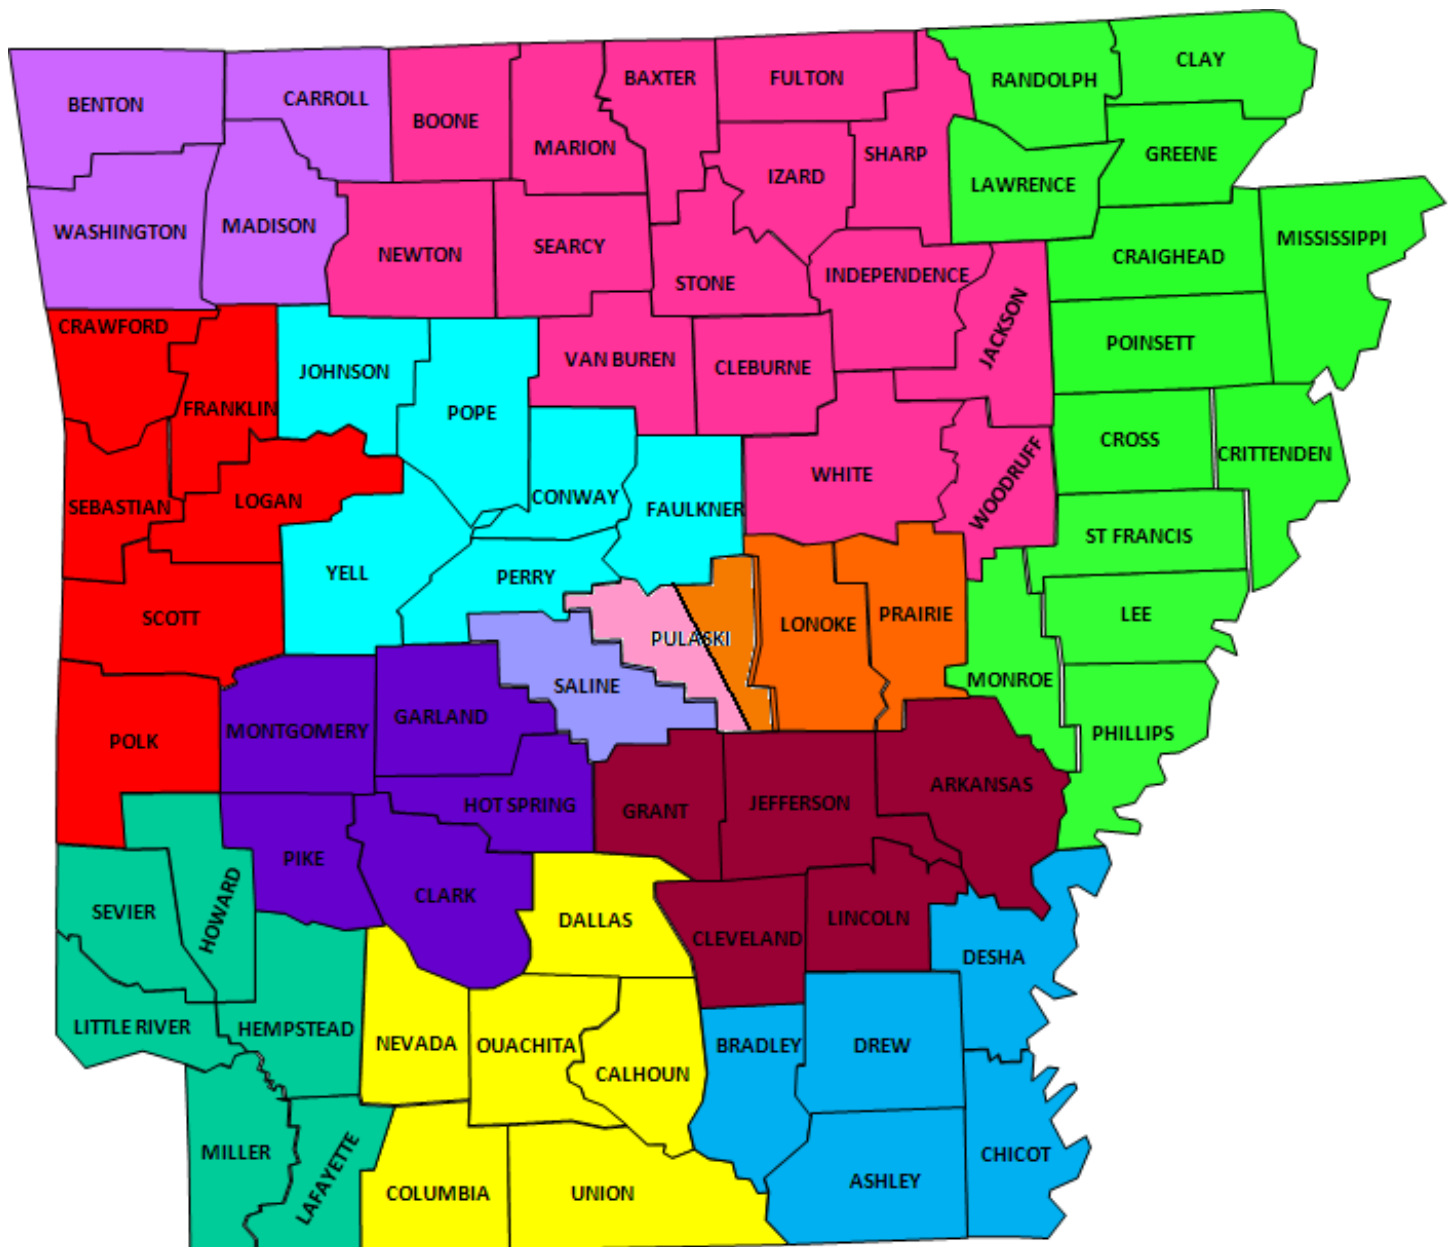 BENTON
CARROLL
BOONE
MARION
BAXTER
FULTON
RANDOLPH
CLAY
SHARP
IZARD
LAWRENCE
GREENE
WASHINGTON
MADISON
NEWTON
SEARCY
STONE
INDEPENDENCE
JACKSON
CRAIGHEAD
MISSISSIPPI
CRAWFORD
FRANKLIN
JOHNSON
POPE
VAN BUREN
CLEBURNE
POINSETT
SEBASTIAN
LOGAN
CONWAY
FAULKNER
WHITE
WOODRUFF
CROSS
CRITTENDEN
ST FRANCIS
SCOTT
YELL
PERRY
PULASKI
LONOKE
PRAIRIE
LEE
MONROE
PHILLIPS
POLK
MONTGOMERY
GARLAND
SALINE
HOT SPRING
GRANT
JEFFERSON
ARKANSAS
SEVIER
HOWARD
PIKE
CLARK
DALLAS
CLEVELAND
LINCOLN
DESHA
LITTLE RIVER
HEMPSTEAD
NEVADA
OUACHITA
CALHOUN
BRADLEY
DREW
MILLER
LAFAYETTE
COLUMBIA
UNION
ASHLEY
CHICOT